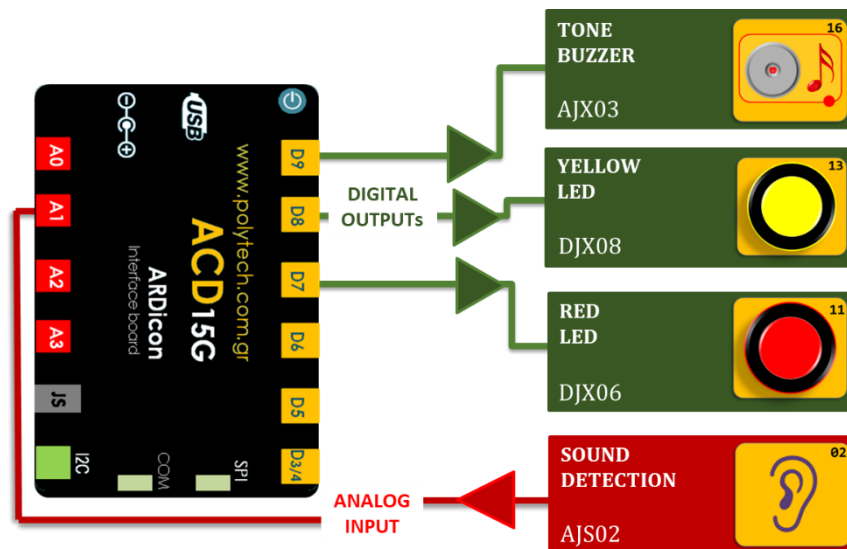 USB
A0
A1
A2
A3
JS
I2C
COM
SPI
D9
D8
D7
D6
D5
D3/4
www.polytech.com.gr
ACD15G
ARDicon
Interface board
DIGITAL
OUTPUTs
ANALOG
INPUT
TONE
BUZZER
AJX03
16
YELLOW
LED
DJX08
13
RED
LED
DJX06
11
SOUND
DETECTION
AJS02
02